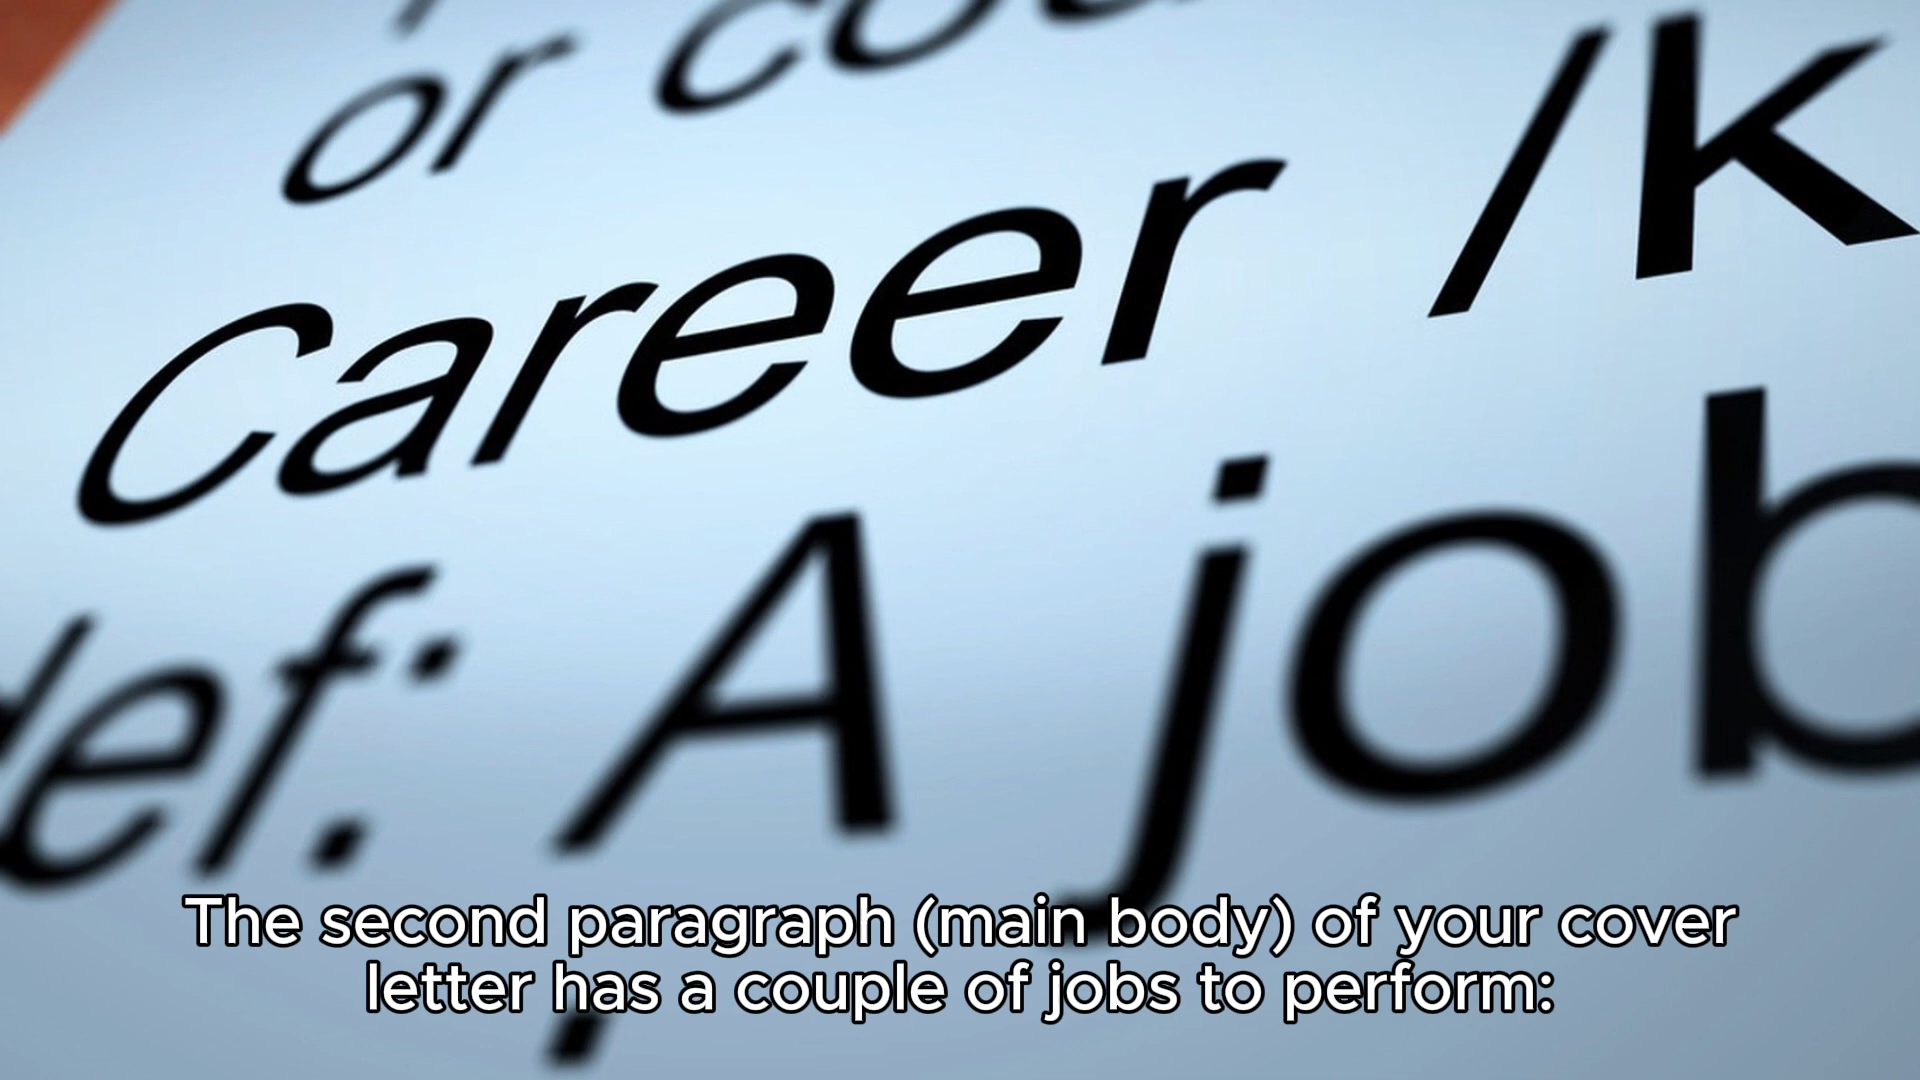 or cou
Career /K
def: A job
The second paragraph (main body) of your cover
letter has a couple of jobs to perform: